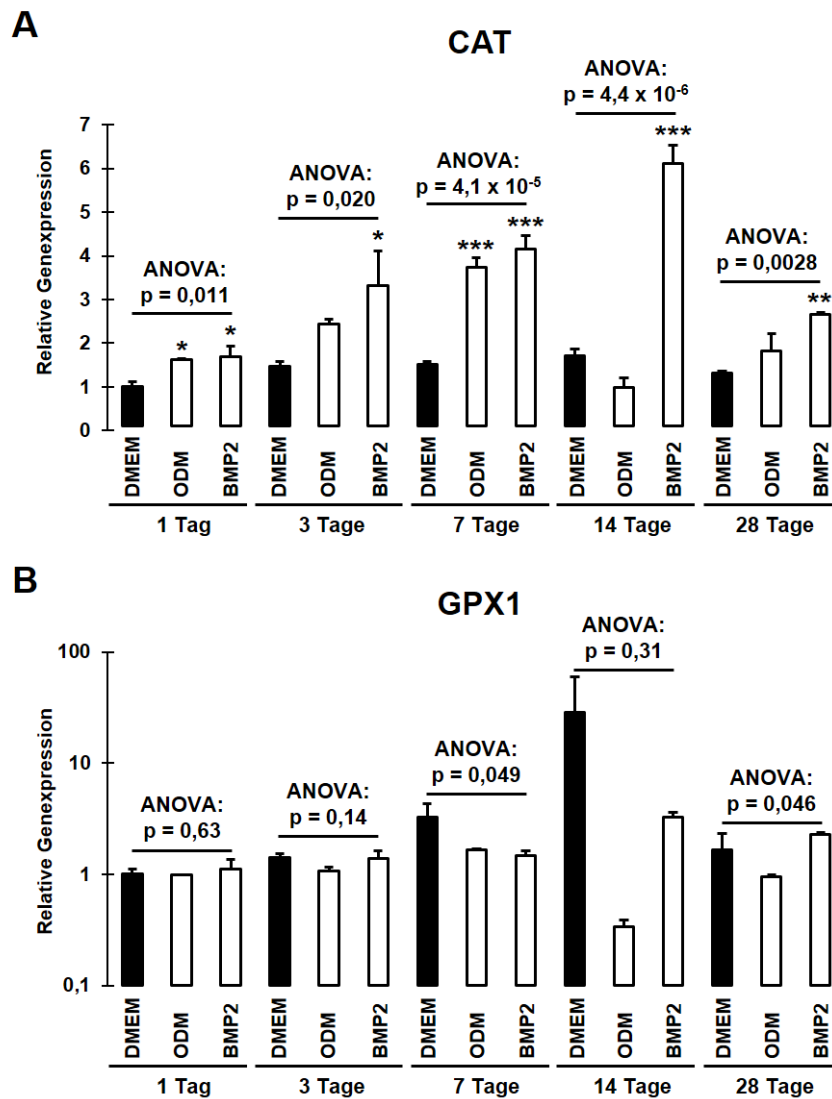 A
CAT
ANOVA:
p = 4,4 x 10-6
***
ANOVA:
p = 4,1 x 10-5
***
***
ANOVA:
p = 0,020
*
ANOVA:
p = 0,0028
**
ANOVA:
p = 0,011
*
*
Relative Genexpression
7
6
5
4
3
2
1
0
DMEM
ODM
BMP2
DMEM
ODM
BMP2
DMEM
ODM
BMP2
DMEM
ODM
BMP2
DMEM
ODM
BMP2
1 Tag
3 Tage
7 Tage
14 Tage
28 Tage
B
GPX1
ANOVA:
p = 0,31
ANOVA:
p = 0,049
ANOVA:
p = 0,046
ANOVA:
p = 0,14
ANOVA:
p = 0,63
Relative Genexpression
100
10
1
0,1
DMEM
ODM
BMP2
DMEM
ODM
BMP2
DMEM
ODM
BMP2
DMEM
ODM
BMP2
DMEM
ODM
BMP2
1 Tag
3 Tage
7 Tage
14 Tage
28 Tage